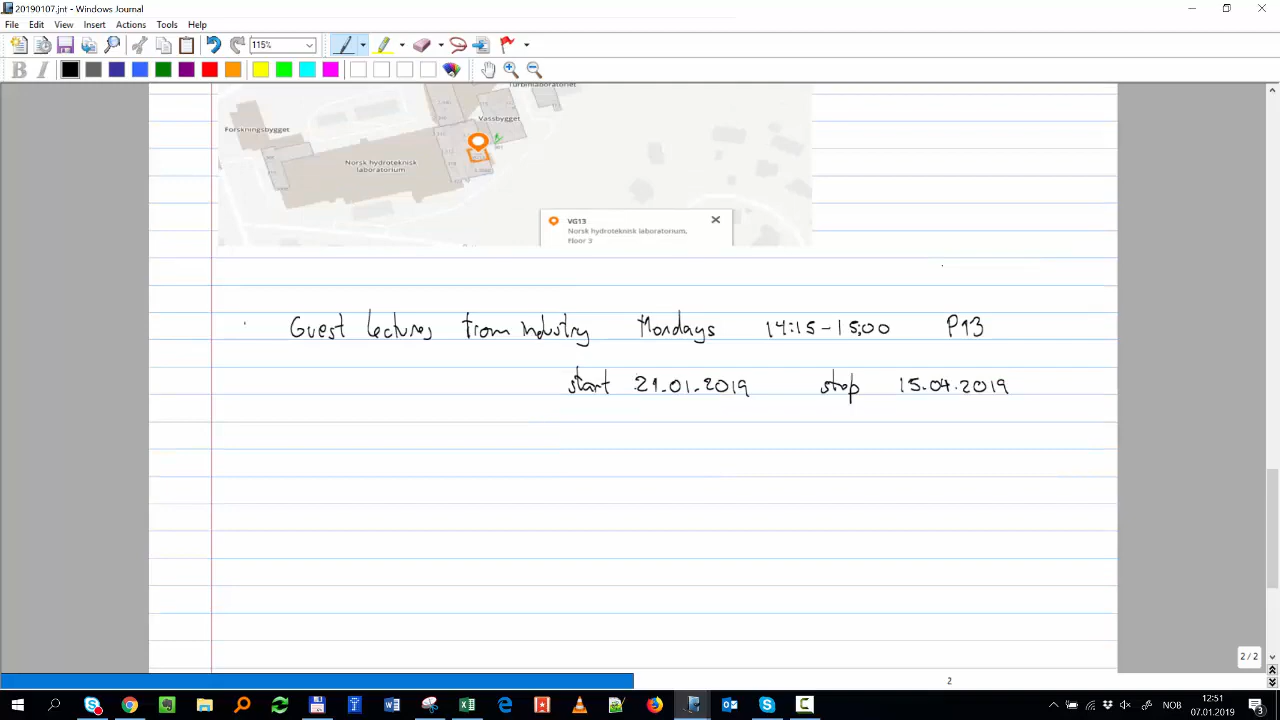 20190107.jnt - Windows Journal
File Edit View Insert Actions Tools Help
115%
B I
Turbinlaboratoriet
Vassbygget
Forskningsbygget
Norsk hydroteknisk
laboratorium
VG13
Norsk hydroteknisk laboratorium,
Floor 3
Guest lectures from Industry Mondays 14:15-15:00 P13
start 21.01.2019 stop 15.04.2019
2 / 2
2
12:51
NOB
07.01.2019